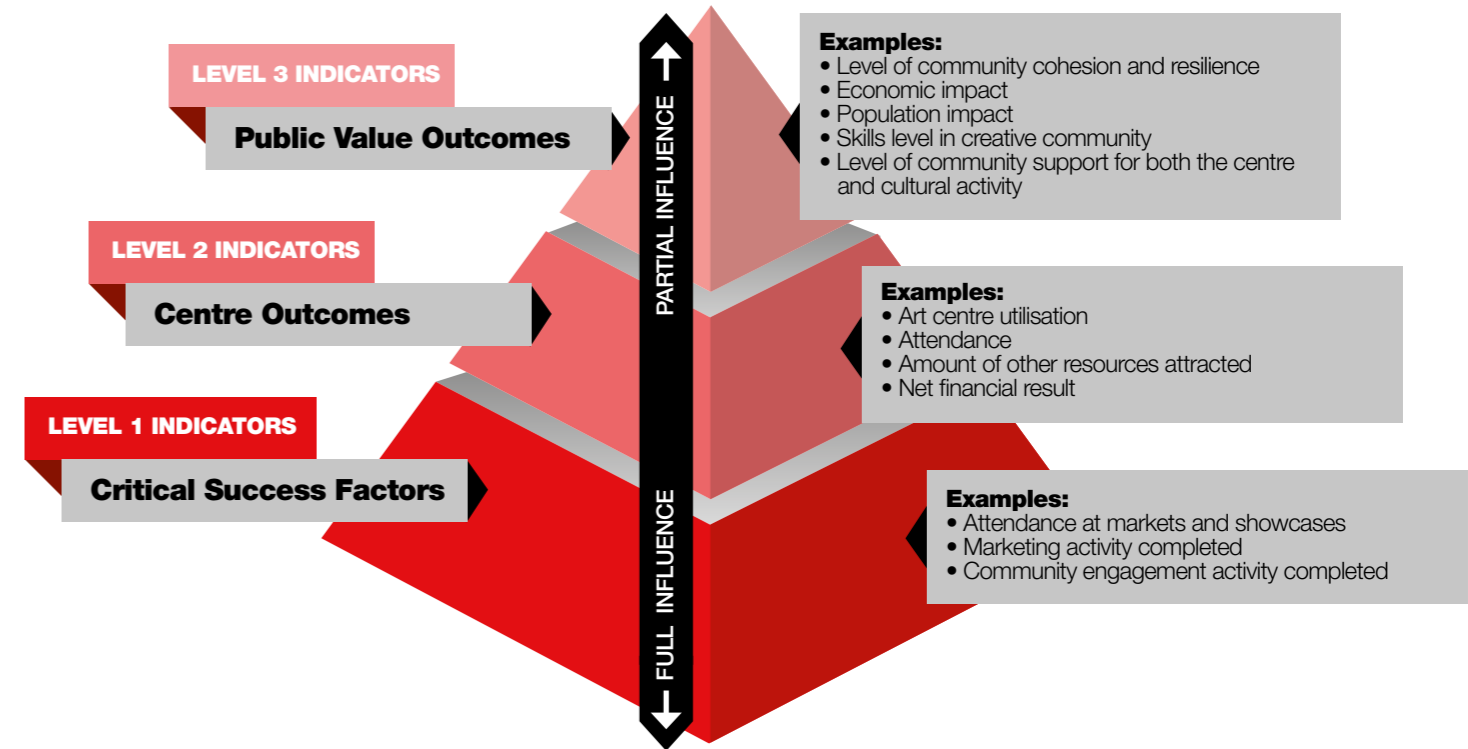 LEVEL 3 INDICATORS
Public Value Outcomes
Examples:
• Level of community cohesion and resilience
• Economic impact
• Population impact
• Skills level in creative community
• Level of community support for both the centre
and cultural activity
PARTIAL INFLUENCE
LEVEL 2 INDICATORS
Centre Outcomes
Examples:
• Art centre utilisation
• Attendance
• Amount of other resources attracted
• Net financial result
LEVEL 1 INDICATORS
Critical Success Factors
Examples:
• Attendance at markets and showcases
• Marketing activity completed
• Community engagement activity completed
FULL INFLUENCE